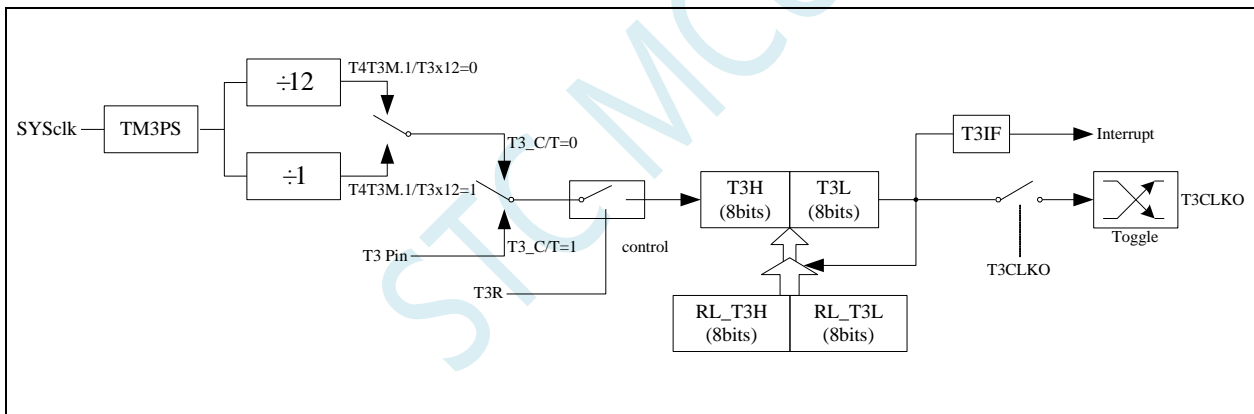 STC MCU
÷12
T4T3M.1/T3x12=0
SYSclk
TM3PS
÷1
T4T3M.1/T3x12=1
T3_C/T=0
T3_C/T=1
T3 Pin
T3R
control
T3H
(8bits)
T3L
(8bits)
RL_T3H
(8bits)
RL_T3L
(8bits)
T3IF
Interrupt
T3CLKO
Toggle
T3CLKO